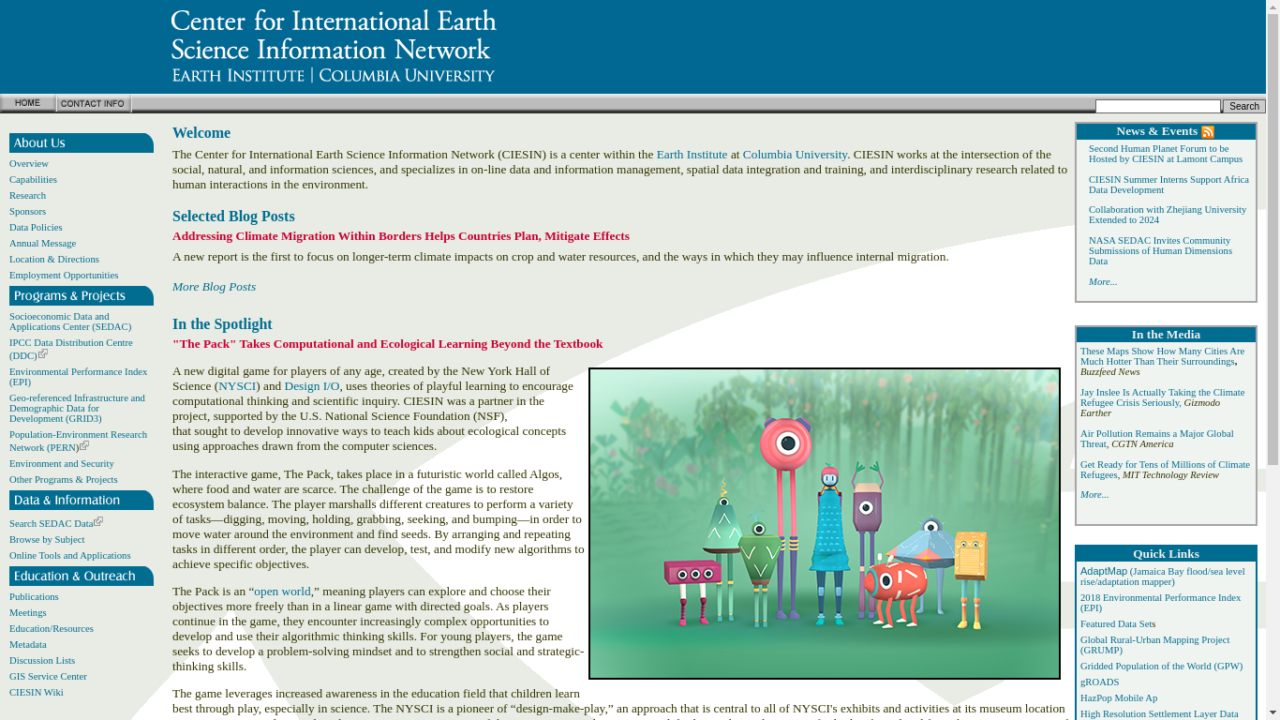 Center for International Earth
Science Information Network
EARTH INSTITUTE | COLUMBIA UNIVERSITY
HOME
CONTACT INFO
Search
About Us
Overview
Capabilities
Research
Sponsors
Data Policies
Annual Message
Location & Directions
Employment Opportunities
Programs & Projects
Socioeconomic Data and
Applications Center (SEDAC)
IPCC Data Distribution Centre
(DDC)
Environmental Performance Index
(EPI)
Geo-referenced Infrastructure and
Demographic Data for
Development (GRID3)
Population-Environment Research
Network (PERN)
Environment and Security
Other Programs & Projects
Data & Information
Search SEDAC Data
Browse by Subject
Online Tools and Applications
Education & Outreach
Publications
Meetings
Education/Resources
Metadata
Discussion Lists
GIS Service Center
CIESIN Wiki
Welcome
The Center for International Earth Science Information Network (CIESIN) is a center within the Earth Institute at Columbia University. CIESIN works at the intersection of the
social, natural, and information sciences, and specializes in on-line data and information management, spatial data integration and training, and interdisciplinary research related to
human interactions in the environment.
Selected Blog Posts
Addressing Climate Migration Within Borders Helps Countries Plan, Mitigate Effects
A new report is the first to focus on longer-term climate impacts on crop and water resources, and the ways in which they may influence internal migration.
More Blog Posts
In the Spotlight
"The Pack" Takes Computational and Ecological Learning Beyond the Textbook
A new digital game for players of any age, created by the New York Hall of
Science (NYSCI) and Design I/O, uses theories of playful learning to encourage
computational thinking and scientific inquiry. CIESIN was a partner in the
project, supported by the U.S. National Science Foundation (NSF),
that sought to develop innovative ways to teach kids about ecological concepts
using approaches drawn from the computer sciences.
The interactive game, The Pack, takes place in a futuristic world called Algos,
where food and water are scarce. The challenge of the game is to restore
ecosystem balance. The player marshalls different creatures to perform a variety
of tasks—digging, moving, holding, grabbing, seeking, and bumping—in order to
move water around the environment and find seeds. By arranging and repeating
tasks in different order, the player can develop, test, and modify new algorithms to
achieve specific objectives.
The Pack is an “open world,” meaning players can explore and choose their
objectives more freely than in a linear game with directed goals. As players
continue in the game, they encounter increasingly complex opportunities to
develop and use their algorithmic thinking skills. For young players, the game
seeks to develop a problem-solving mindset and to strengthen social and strategic-
thinking skills.
The game leverages increased awareness in the education field that children learn
best through play, especially in science. The NYSCI is a pioneer of “design-make-play,” an approach that is central to all of NYSCI's exhibits and activities at its museum location
News & Events
Second Human Planet Forum to be
Hosted by CIESIN at Lamont Campus
CIESIN Summer Interns Support Africa
Data Development
Collaboration with Zhejiang University
Extended to 2024
NASA SEDAC Invites Community
Submissions of Human Dimensions
Data
More...
In the Media
These Maps Show How Many Cities Are
Much Hotter Than Their Surroundings,
Buzzfeed News
Jay Inslee Is Actually Taking the Climate
Refugee Crisis Seriously, Gizmodo
Earther
Air Pollution Remains a Major Global
Threat, CGTN America
Get Ready for Tens of Millions of Climate
Refugees, MIT Technology Review
More...
Quick Links
AdaptMap (Jamaica Bay flood/sea level
rise/adaptation mapper)
2018 Environmental Performance Index
(EPI)
Featured Data Sets
Global Rural-Urban Mapping Project
(GRUMP)
Gridded Population of the World (GPW)
gROADS
HazPop Mobile Ap
High Resolution Settlement Layer Data